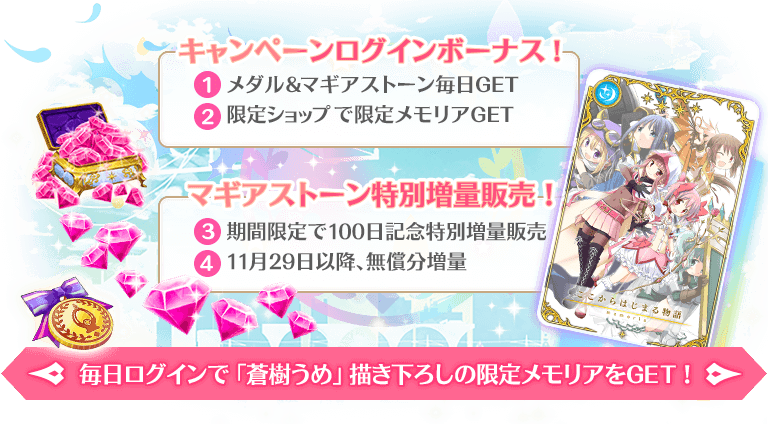 キャンペーンログインボーナス!
1 メダル&マギアストーン毎日GET
2 限定ショップで限定メモリアGET
マギアストーン特別増量販売!
3 期間限定で100日記念特別増量販売
4 11月29日以降、無償分増量
ここからはじまる物語
Memoria
毎日ログインで「蒼樹うめ」描き下ろしの限定メモリアをGET!